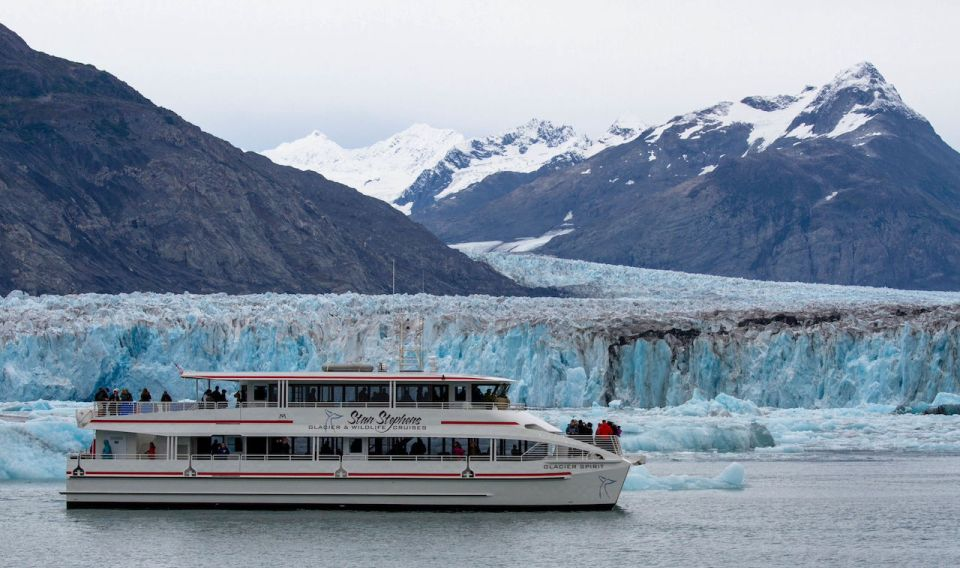 Stan Stephens
GLACIER & WILDLIFE CRUISES
GLACIER SPIRIT